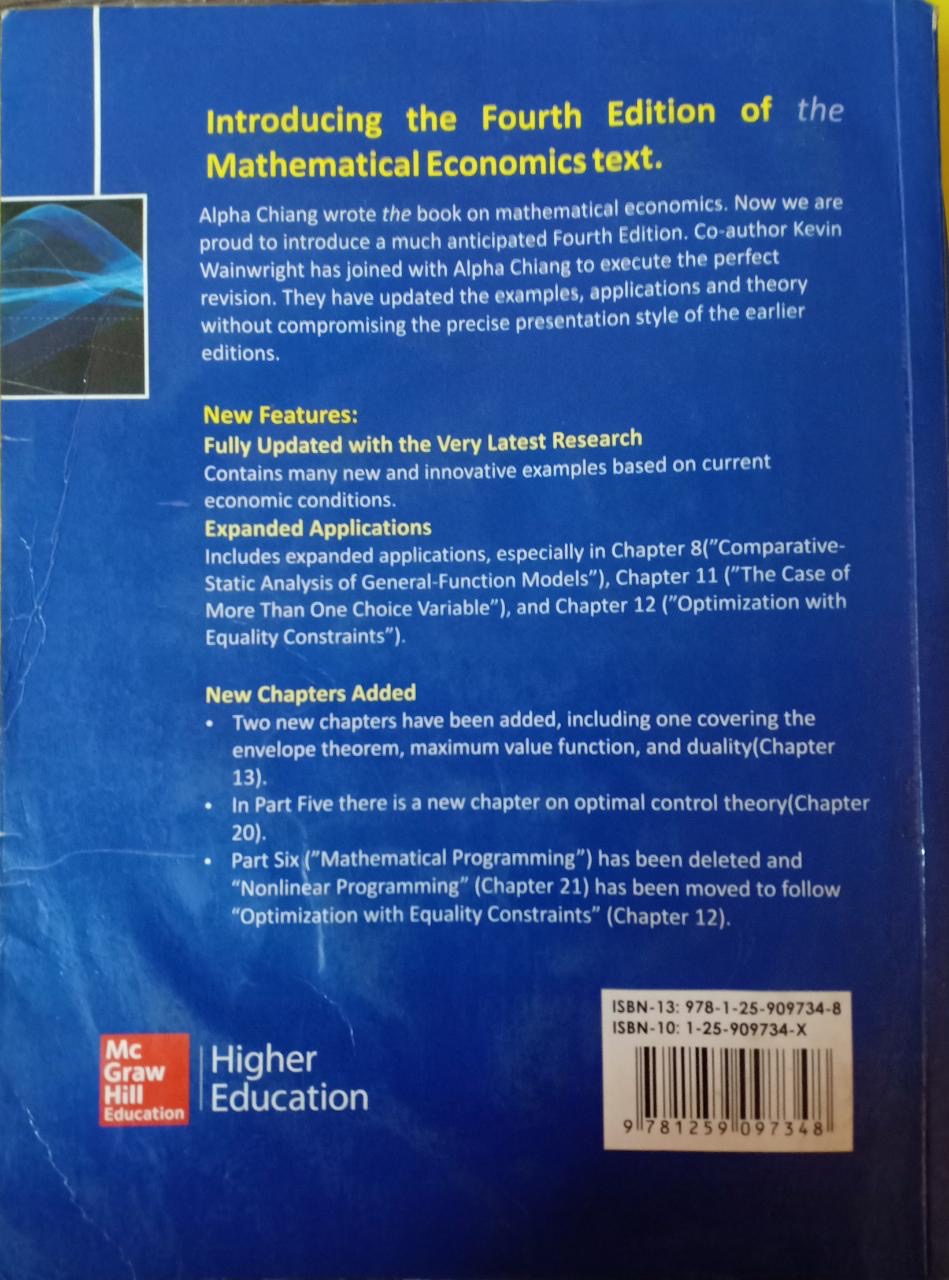 Introducing the Fourth Edition of the
Mathematical Economics text.
Alpha Chiang wrote the book on mathematical economics. Now we are
proud to introduce a much anticipated Fourth Edition. Co-author Kevin
Wainwright has joined with Alpha Chiang to execute the perfect
revision. They have updated the examples, applications and theory
without compromising the precise presentation style of the earlier
editions.
New Features:
Fully Updated with the Very Latest Research
Contains many new and innovative examples based on current
economic conditions.
Expanded Applications
Includes expanded applications, especially in Chapter 8(”Comparative-
Static Analysis of General-Function Models”), Chapter 11 (”The Case of
More Than One Choice Variable”), and Chapter 12 (”Optimization with
Equality Constraints”).
New Chapters Added
• Two new chapters have been added, including one covering the
envelope theorem, maximum value function, and duality(Chapter
13).
• In Part Five there is a new chapter on optimal control theory(Chapter
20).
• Part Six (”Mathematical Programming”) has been deleted and
“Nonlinear Programming” (Chapter 21) has been moved to follow
“Optimization with Equality Constraints” (Chapter 12).
ISBN-13: 978-1-25-909734-8
ISBN-10: 1-25-909734-X
9 781259 097348
Mc
Graw
Hill
Education
Higher
Education